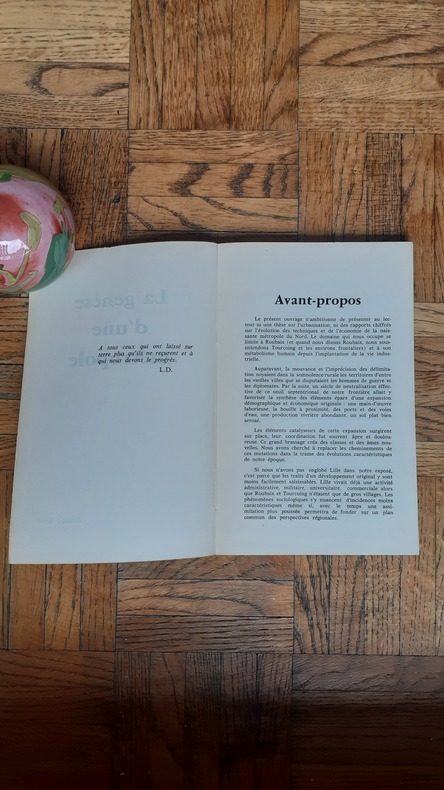 A tous ceux qui ont laissé sur
terre plus qu'ils ne reçurent et à
qui nous devons le progrès.
L.D.
Avant-propos
Le présent ouvrage n'ambitionne de présenter au lec-
teur ni une thèse sur l'urbanisation, ni des rapports chiffrés
sur l'évolution des techniques et de l'économie de la nais-
sante métropole du Nord. Le domaine qui nous occupe se
limite à Roubaix (et quand nous disons Roubaix, nous sous-
entendons Tourcoing et les environs frontaliers) et à son
métabolisme humain depuis l'implantation de la vie indus-
trielle.
Auparavant, la mouvance et l'imprécision des délimita-
tion noyaient dans la somnolence rurale les territoires d'entre
les vieilles villes que se disputaient les hommes de guerre et
les diplomates. Par la suite, un siècle de neutralisation effec-
tive de ce seuil septentrional de notre frontière allait y
favoriser la synthèse des éléments épars d'une expansion
démographique et économique originale : une main-d'œuvre
laborieuse, la houille à proximité, des ports et des voies
d'eau, une production vivrière abondante, un sol plat bien
arrosé.
Les éléments catalyseurs de cette expansion surgirent
sur place, leur coordination fut souvent âpre et doulou-
reuse. Ce grand brassage créa des classes et des âmes nou-
velles. Nous avons cherché à replacer les cheminements de
ces mutations dans la trame des évolutions caractéristiques
de notre époque.
Si nous n'avons pas englobé Lille dans notre exposé,
c'est parce que les traits d'un développement original y sont
moins facilement saisissables. Lille vivait déjà une activité
administrative, militaire, universitaire, commerciale alors
que Roubaix et Tourcoing n'étaient que de gros villages. Les
phénomènes sociologiques s'y nuancent d'incidences moins
caractéristiques même si, avec le temps une assi-
milation plus poussée permettra de fonder sur un plan
commun des perspectives régionales.
La genèse
d'une